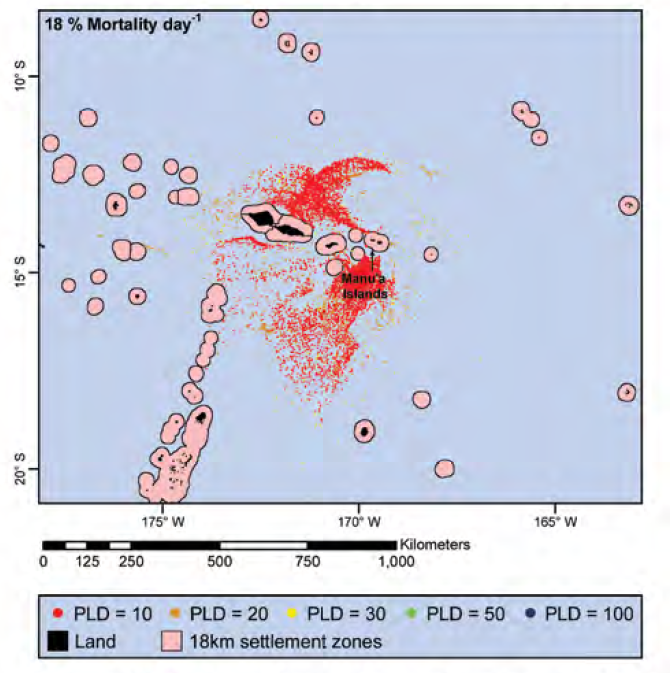 18 % Mortality day-1
10° S
15° S
20° S
Manu'a
Islands
175° W
170° W
165° W
Kilometers
0 125 250 500 750 1,000
PLD = 10 PLD = 20 PLD = 30 PLD = 50 PLD = 100
Land 18km settlement zones